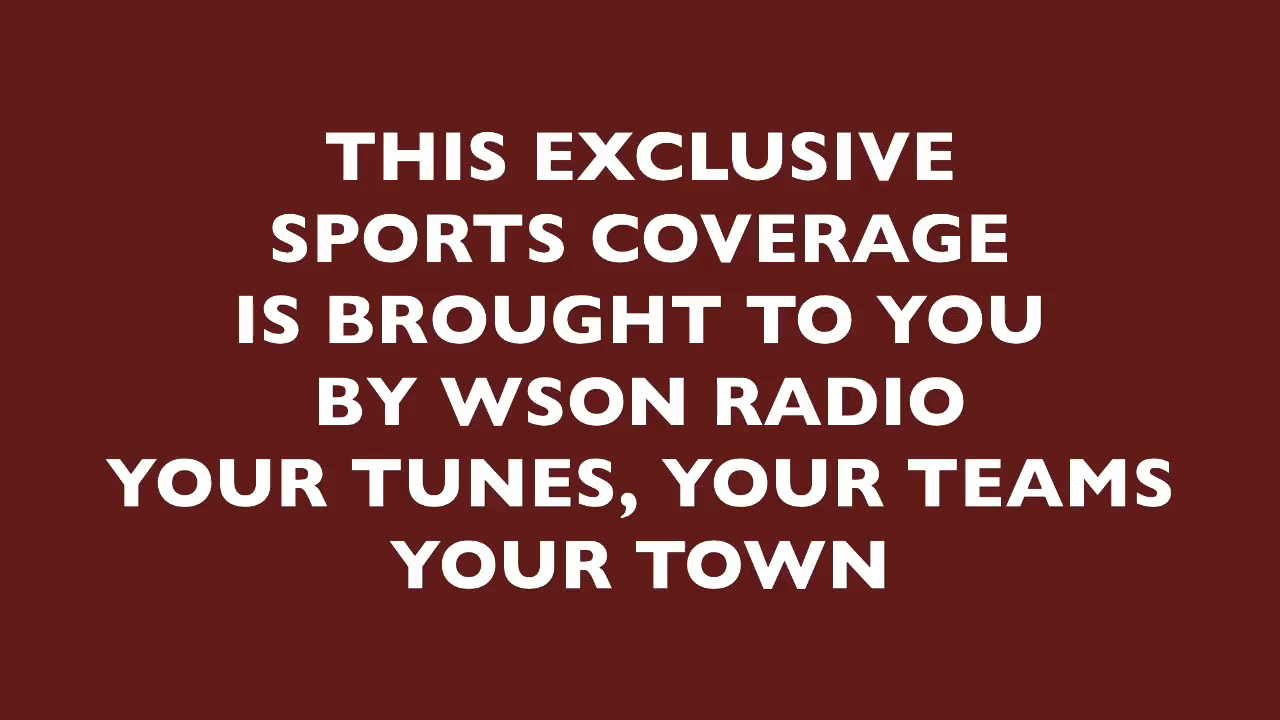 THIS EXCLUSIVE
SPORTS COVERAGE
IS BROUGHT TO YOU
BY WSON RADIO
YOUR TUNES, YOUR TEAMS
YOUR TOWN